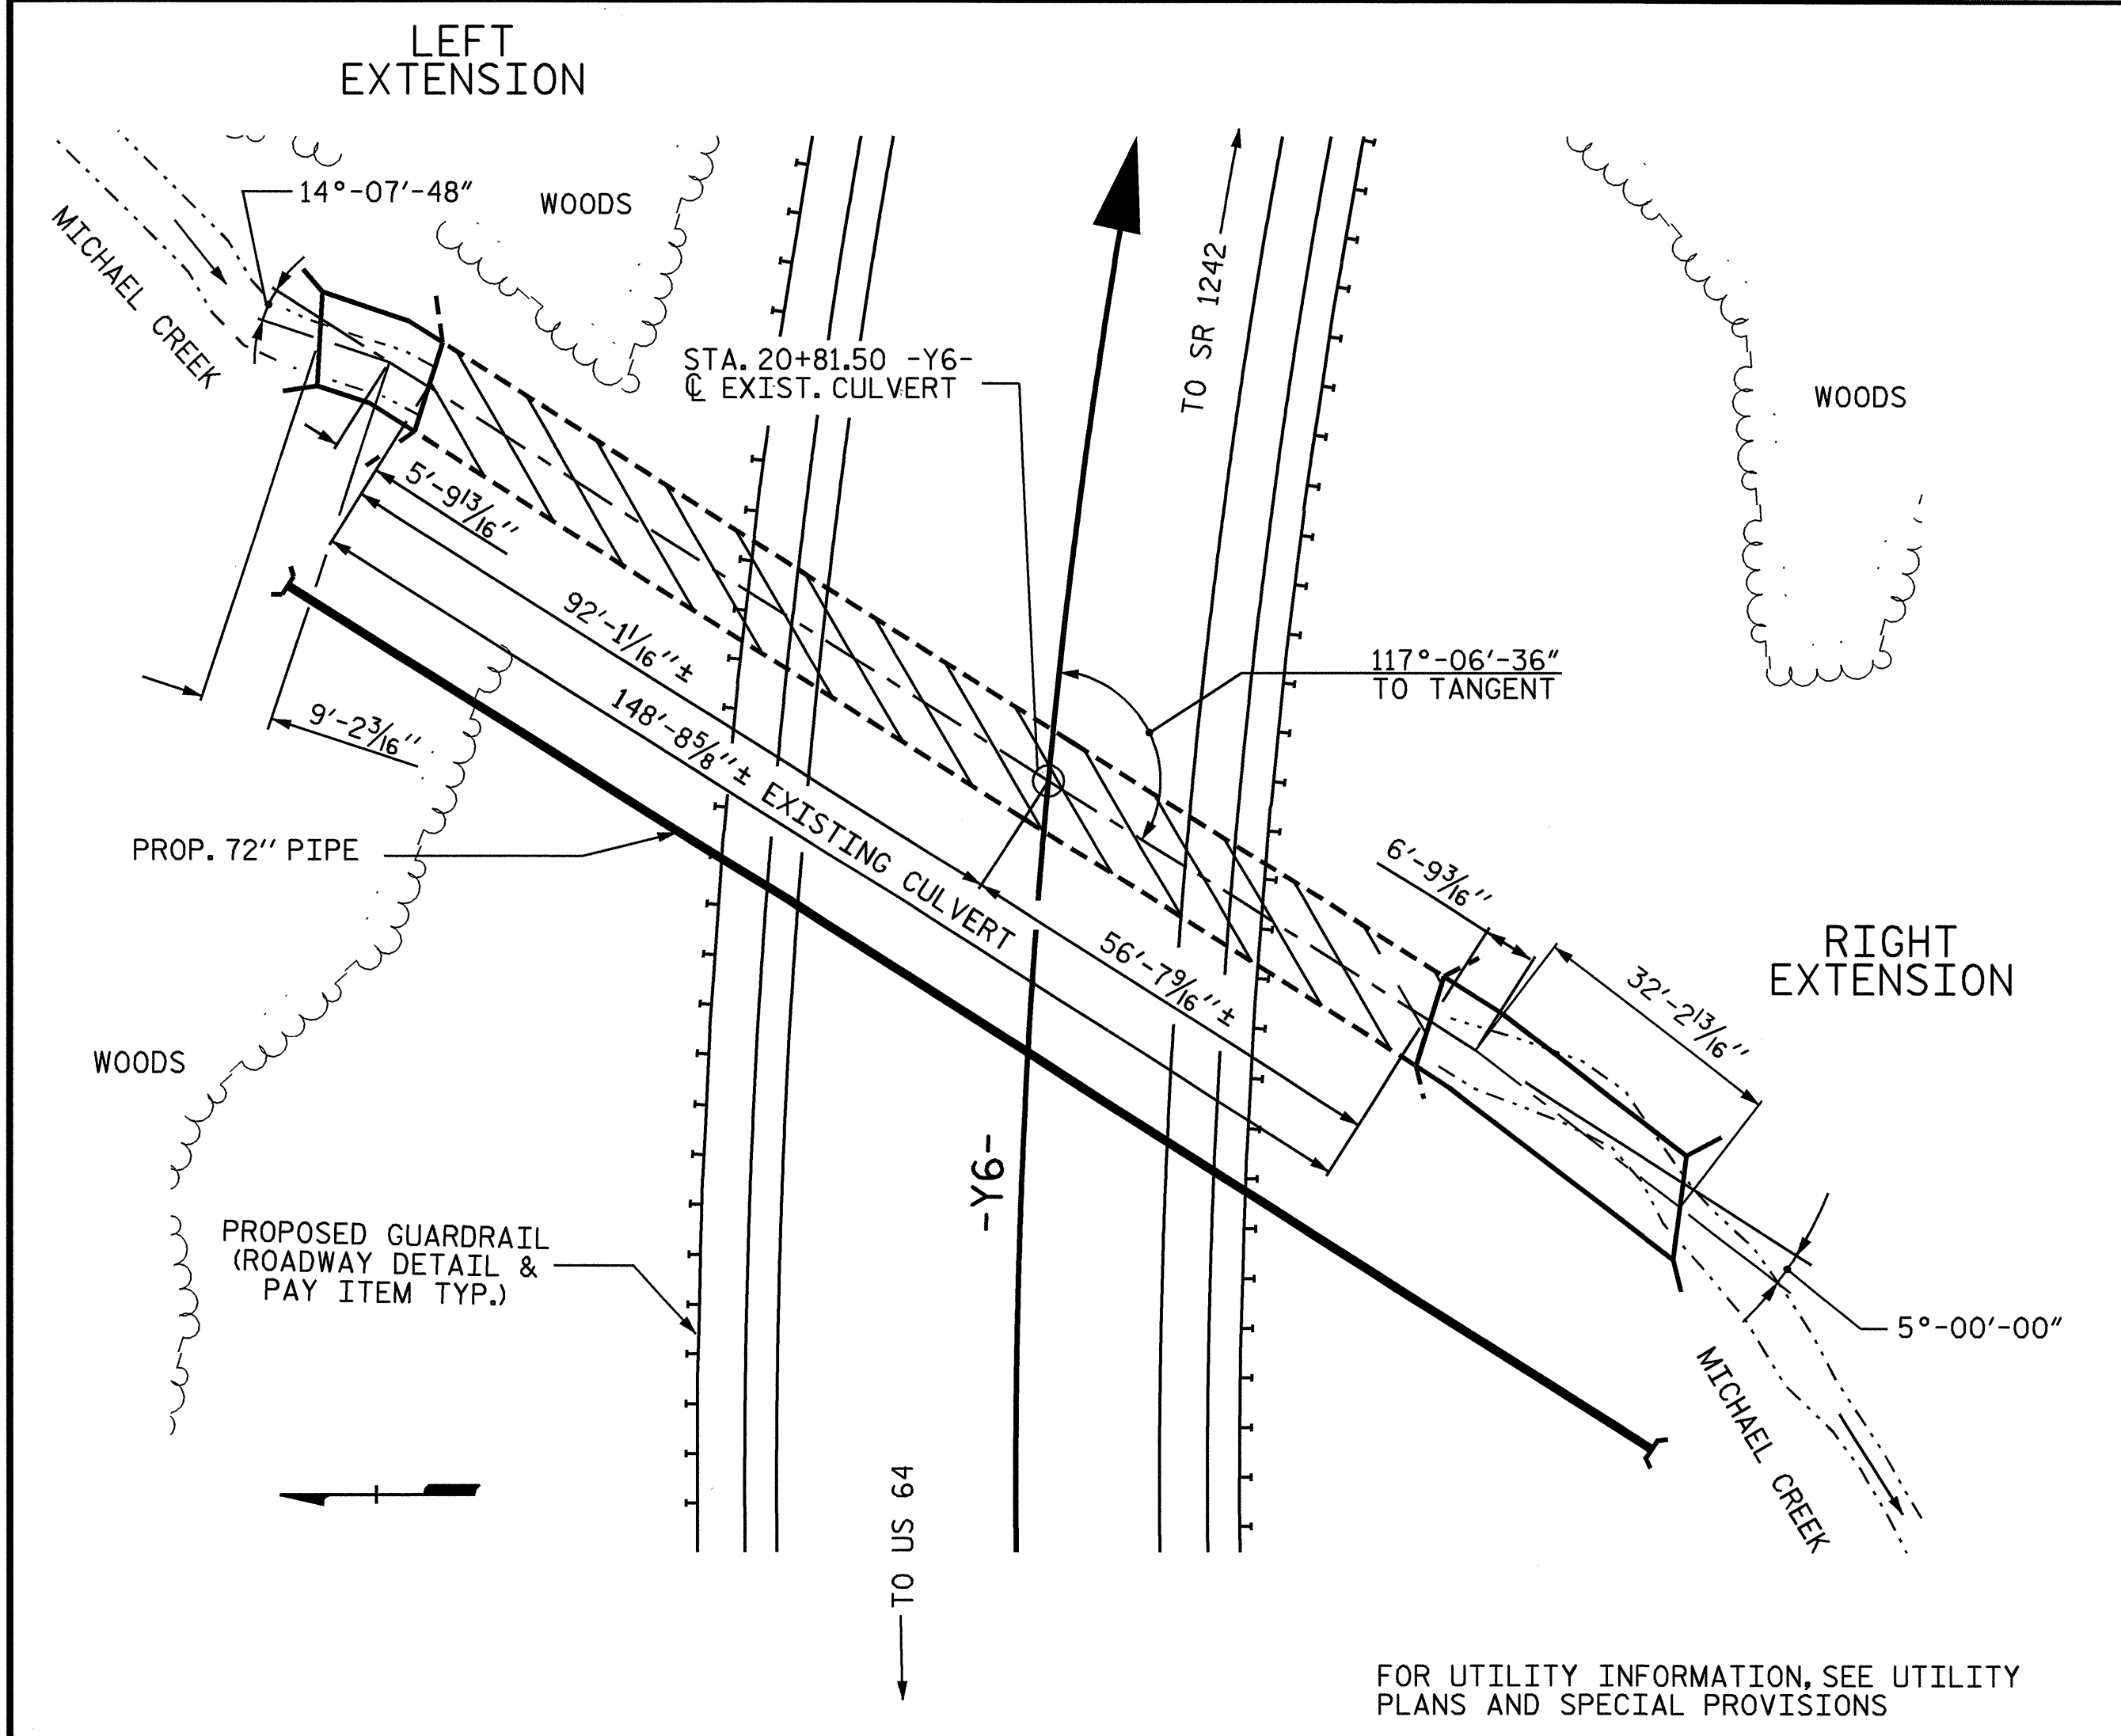 LEFT
EXTENSION
14°-07'-48"
WOODS
MICHAEL CREEK
STA. 20+81.50 -Y6-
℄ EXIST. CULVERT
TO SR 1242
WOODS
5'-9 13/16"
92'-1 1/16"±
117°-06'-36"
TO TANGENT
148'-8 5/8"± EXISTING CULVERT
9'-2 3/16"
PROP. 72" PIPE
6'-9 3/16"
56'-7 9/16"±
RIGHT
EXTENSION
32'-2 13/16"
WOODS
-Y6-
PROPOSED GUARDRAIL
(ROADWAY DETAIL &
PAY ITEM TYP.)
5°-00'-00"
MICHAEL CREEK
TO US 64
FOR UTILITY INFORMATION, SEE UTILITY
PLANS AND SPECIAL PROVISIONS